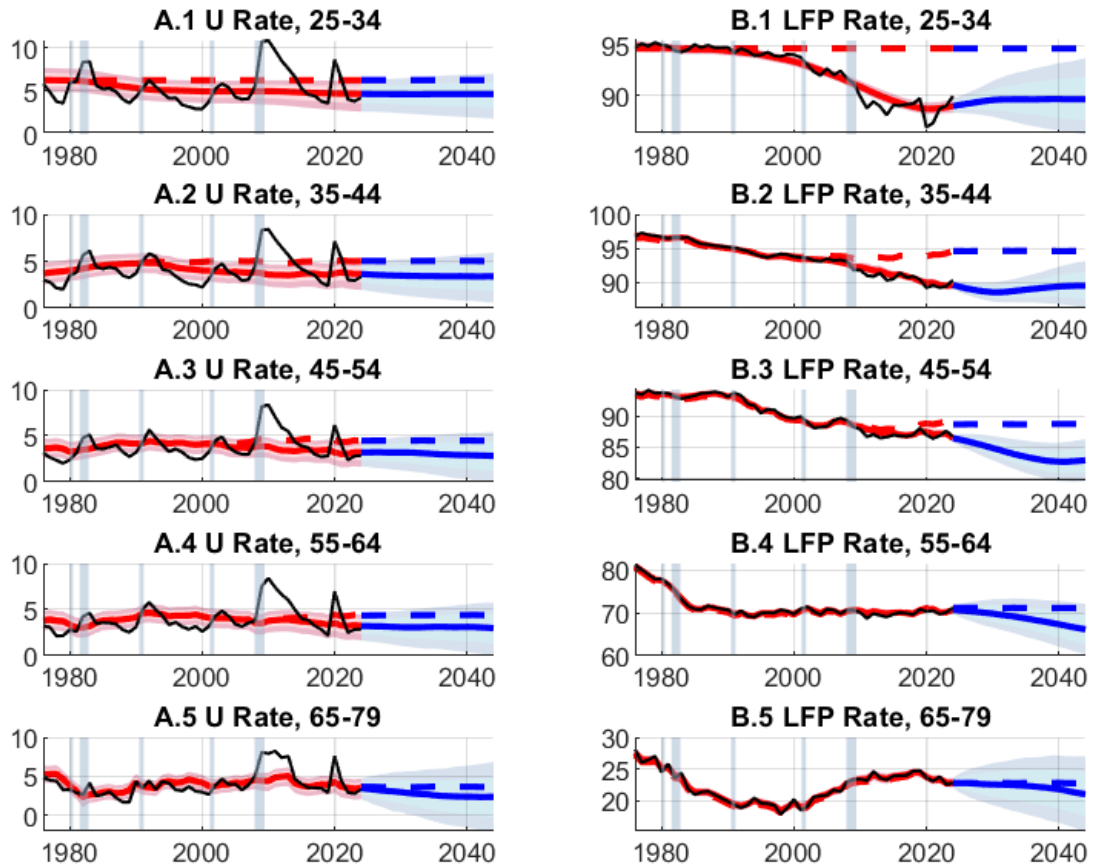 A.1 U Rate, 25-34
10
5
0
1980 2000 2020 2040
B.1 LFP Rate, 25-34
95
90
1980 2000 2020 2040
A.2 U Rate, 35-44
10
5
0
1980 2000 2020 2040
B.2 LFP Rate, 35-44
100
95
90
1980 2000 2020 2040
A.3 U Rate, 45-54
10
5
0
1980 2000 2020 2040
B.3 LFP Rate, 45-54
90
85
80
1980 2000 2020 2040
A.4 U Rate, 55-64
10
5
0
1980 2000 2020 2040
B.4 LFP Rate, 55-64
80
70
60
1980 2000 2020 2040
A.5 U Rate, 65-79
10
5
0
1980 2000 2020 2040
B.5 LFP Rate, 65-79
30
25
20
1980 2000 2020 2040